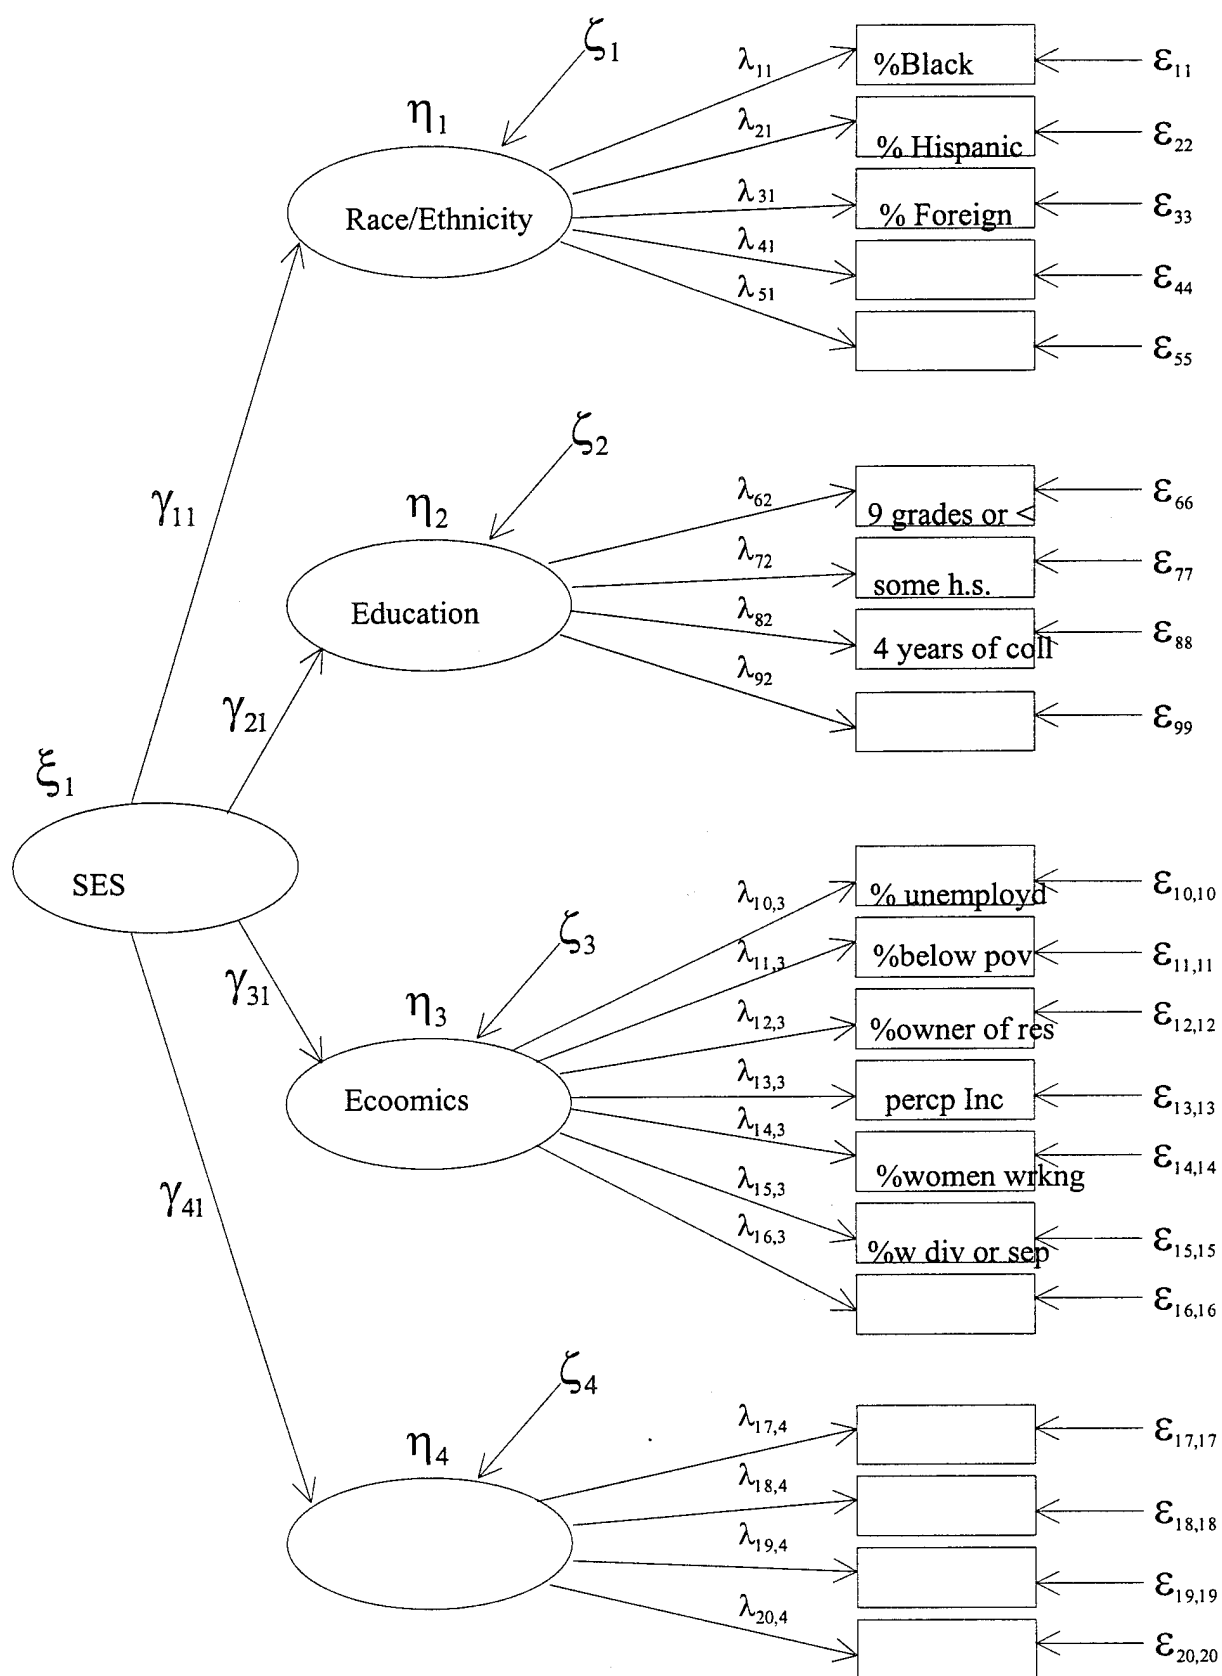 ζ₁
η₁
Race/Ethnicity
λ₁₁
λ₂₁
λ₃₁
λ₄₁
λ₅₁
%Black
% Hispanic
% Foreign
ε₁₁
ε₂₂
ε₃₃
ε₄₄
ε₅₅
γ₁₁
ζ₂
η₂
Education
λ₆₂
λ₇₂
λ₈₂
λ₉₂
9 grades or <
some h.s.
4 years of coll
ε₆₆
ε₇₇
ε₈₈
ε₉₉
γ₂₁
ξ₁
SES
γ₃₁
ζ₃
η₃
Ecoomics
λ₁₀,₃
λ₁₁,₃
λ₁₂,₃
λ₁₃,₃
λ₁₄,₃
λ₁₅,₃
λ₁₆,₃
% unemployd
%below pov
%owner of res
percp Inc
%women wrkng
%w div or sep
ε₁₀,₁₀
ε₁₁,₁₁
ε₁₂,₁₂
ε₁₃,₁₃
ε₁₄,₁₄
ε₁₅,₁₅
ε₁₆,₁₆
γ₄₁
ζ₄
η₄
λ₁₇,₄
λ₁₈,₄
λ₁₉,₄
λ₂₀,₄
ε₁₇,₁₇
ε₁₈,₁₈
ε₁₉,₁₉
ε₂₀,₂₀